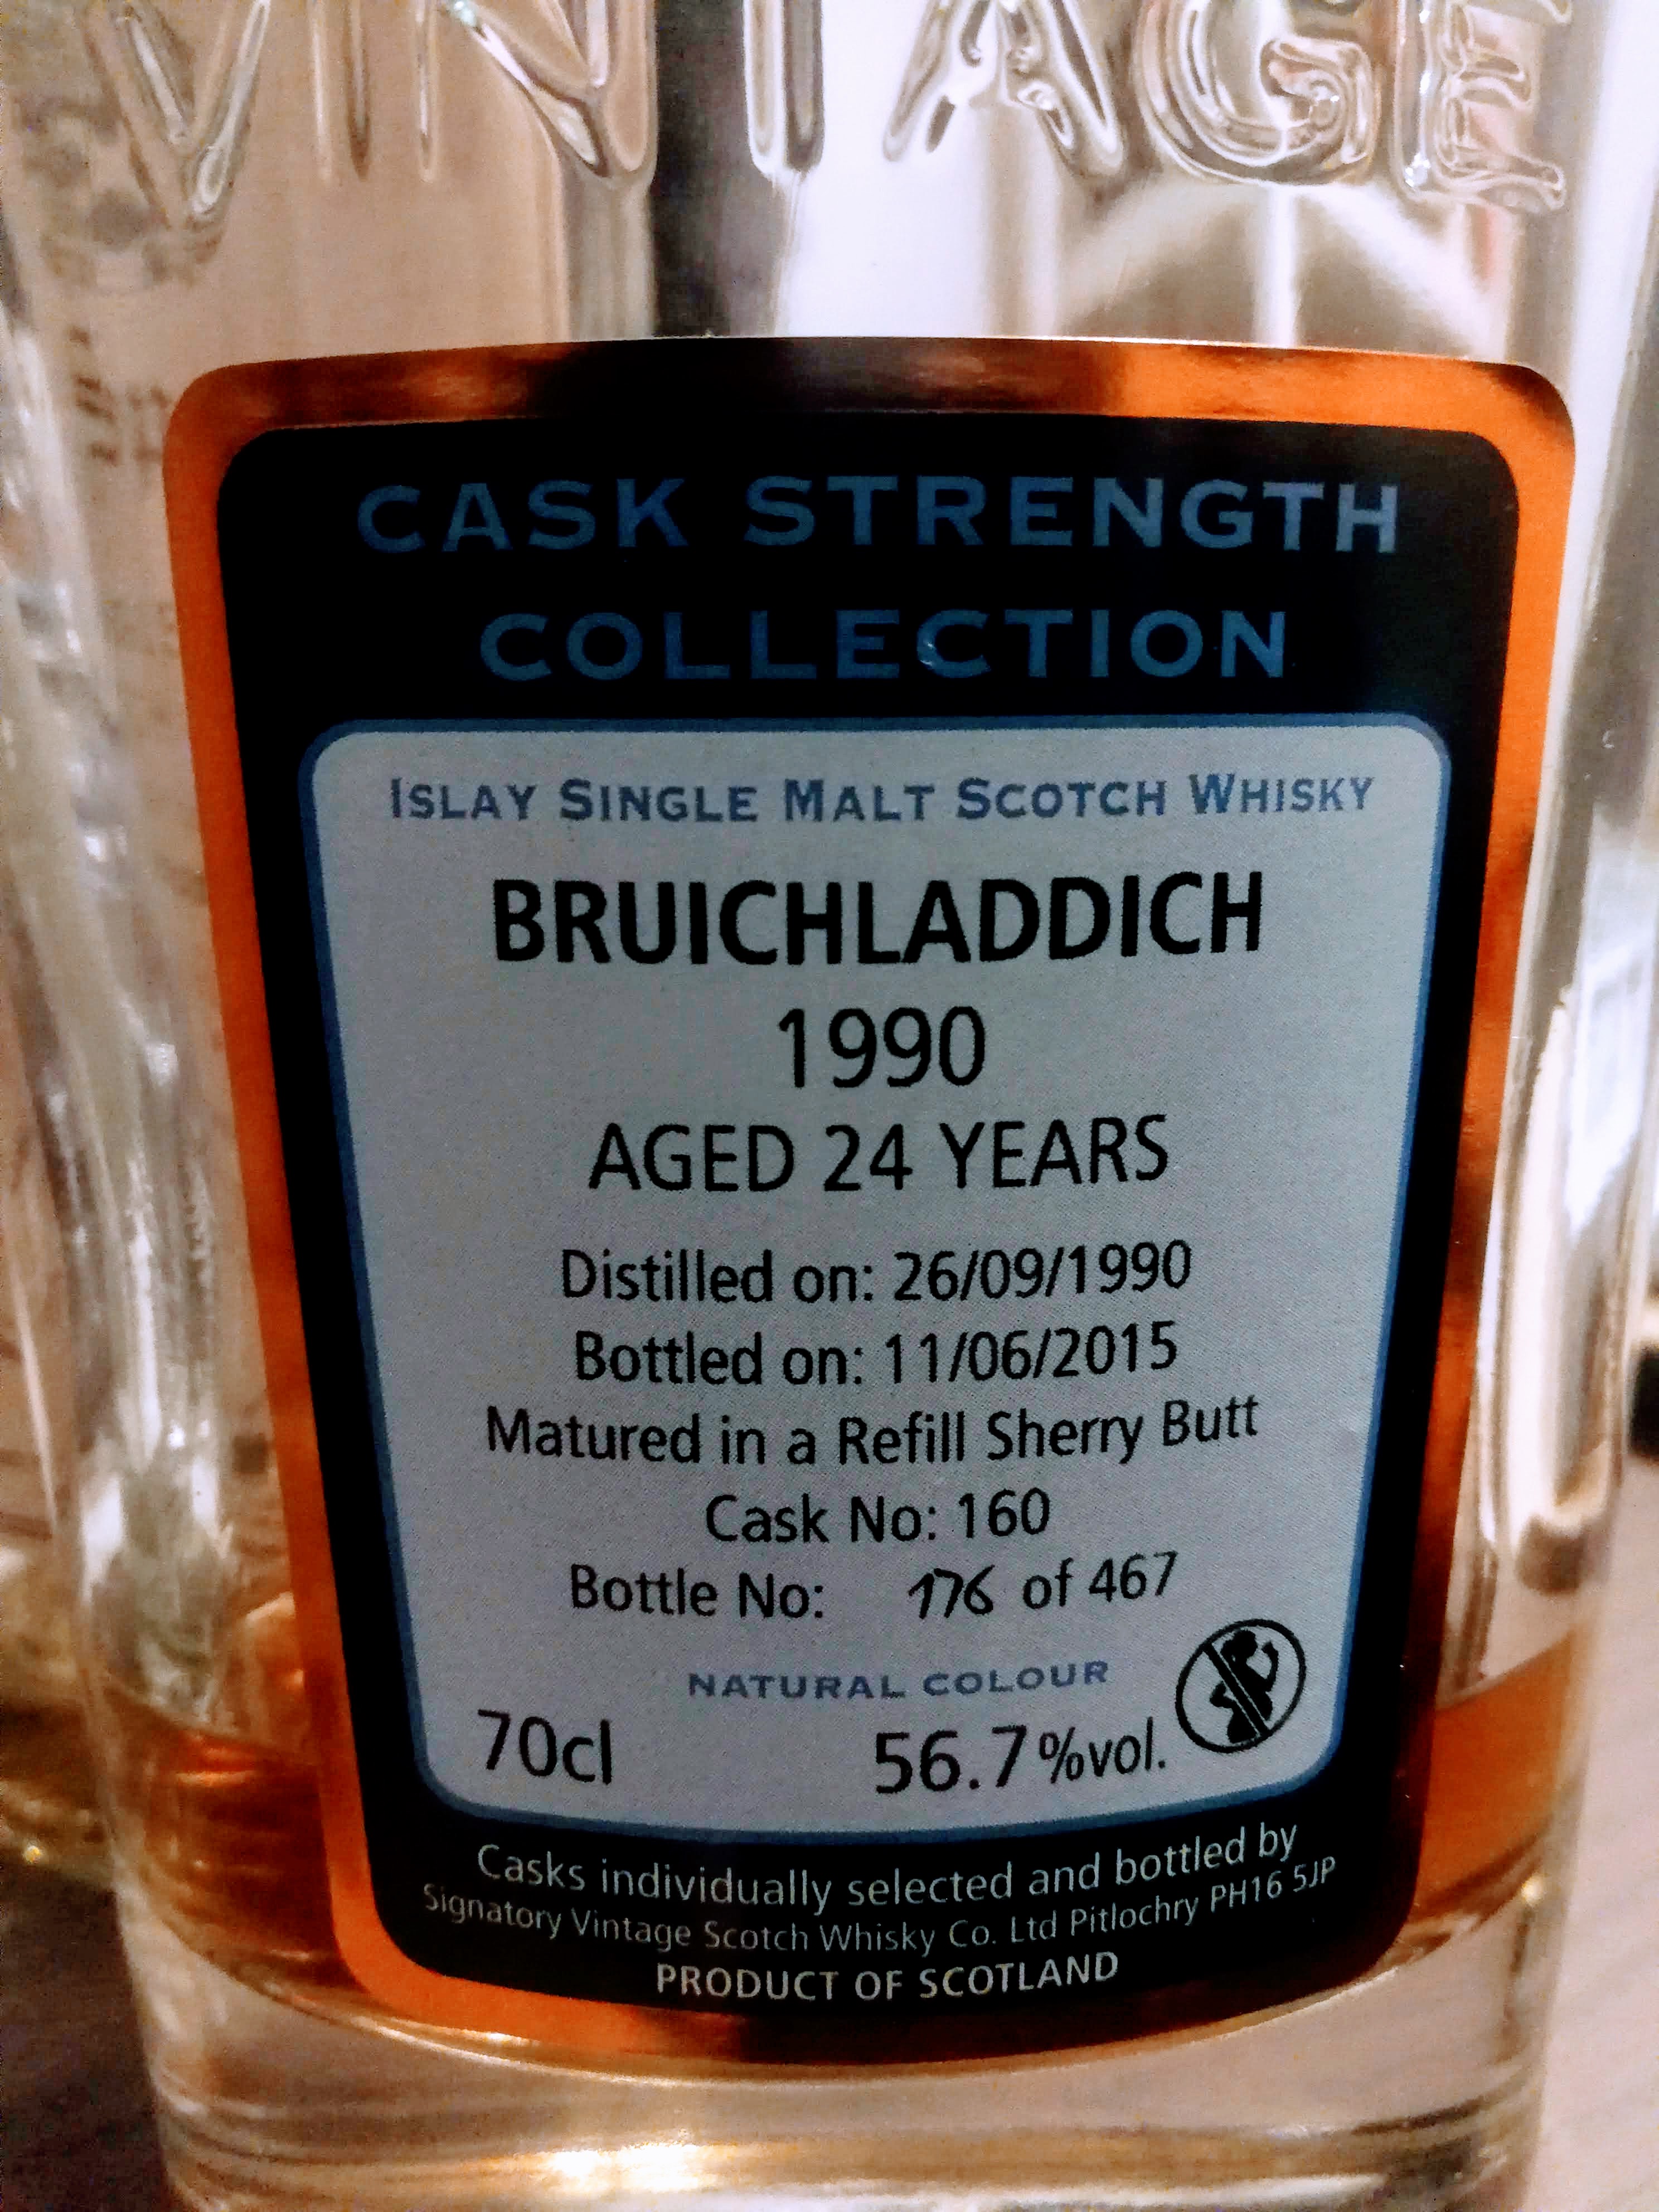 VINTAGE
CASK STRENGTH
COLLECTION
ISLAY SINGLE MALT SCOTCH WHISKY
BRUICHLADDICH
1990
AGED 24 YEARS
Distilled on: 26/09/1990
Bottled on: 11/06/2015
Matured in a Refill Sherry Butt
Cask No: 160
Bottle No: 176 of 467
NATURAL COLOUR
70cl 56.7%vol.
Casks individually selected and bottled by
Signatory Vintage Scotch Whisky Co. Ltd Pitlochry PH16 5JP
PRODUCT OF SCOTLAND